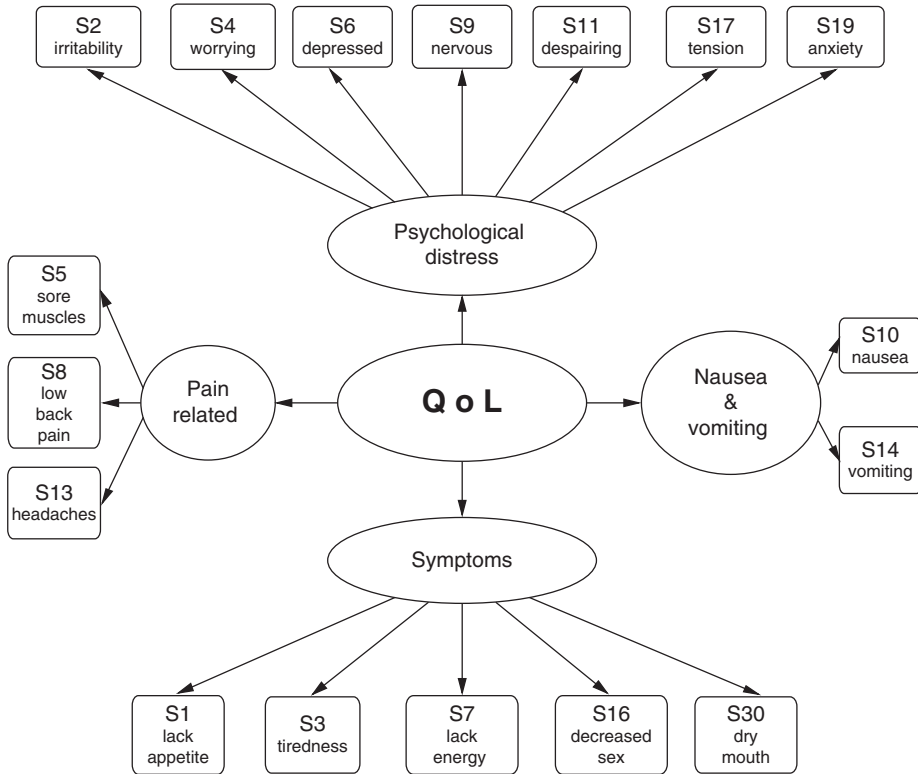 S2
irritability
S4
worrying
S6
depressed
S9
nervous
S11
despairing
S17
tension
S19
anxiety
Psychological
distress
S5
sore
muscles
S8
low
back
pain
S13
headaches
Pain
related
Q o L
Nausea
&
vomiting
S10
nausea
S14
vomiting
Symptoms
S1
lack
appetite
S3
tiredness
S7
lack
energy
S16
decreased
sex
S30
dry
mouth